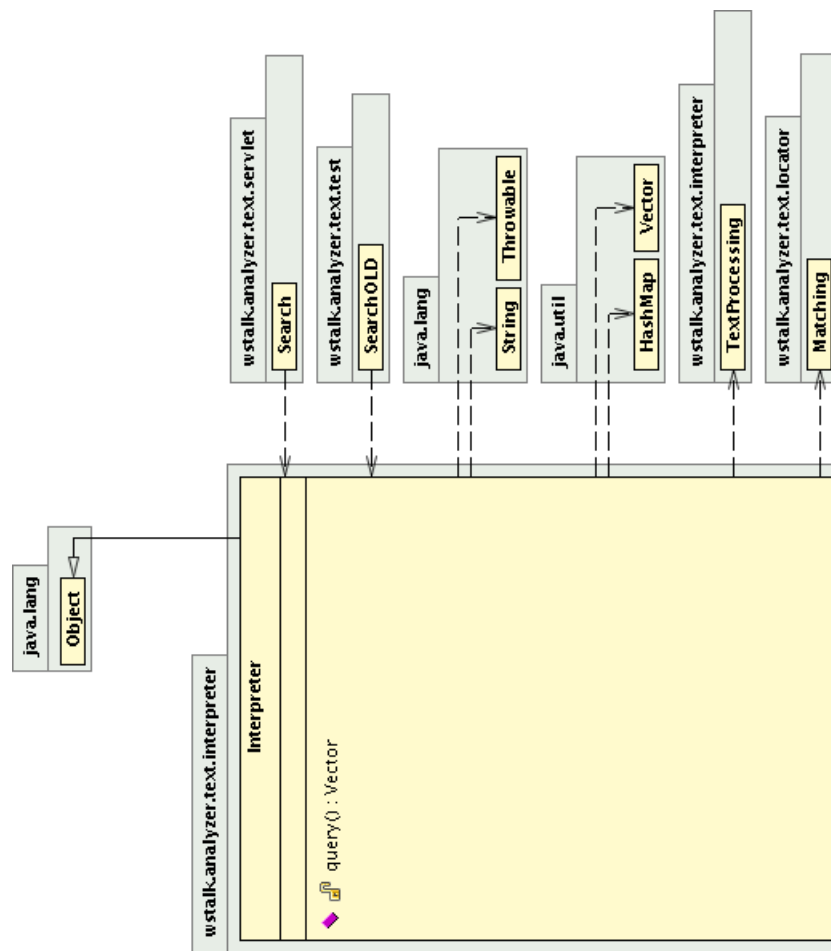 java.lang
Object
wstalk.analyzer.text.interpreter
Interpreter
query() : Vector
wstalk.analyzer.text.servlet
Search
wstalk.analyzer.text.test
SearchOLD
java.lang
String
Throwable
java.util
HashMap
Vector
wstalk.analyzer.text.interpreter
TextProcessing
wstalk.analyzer.text.locator
Matching